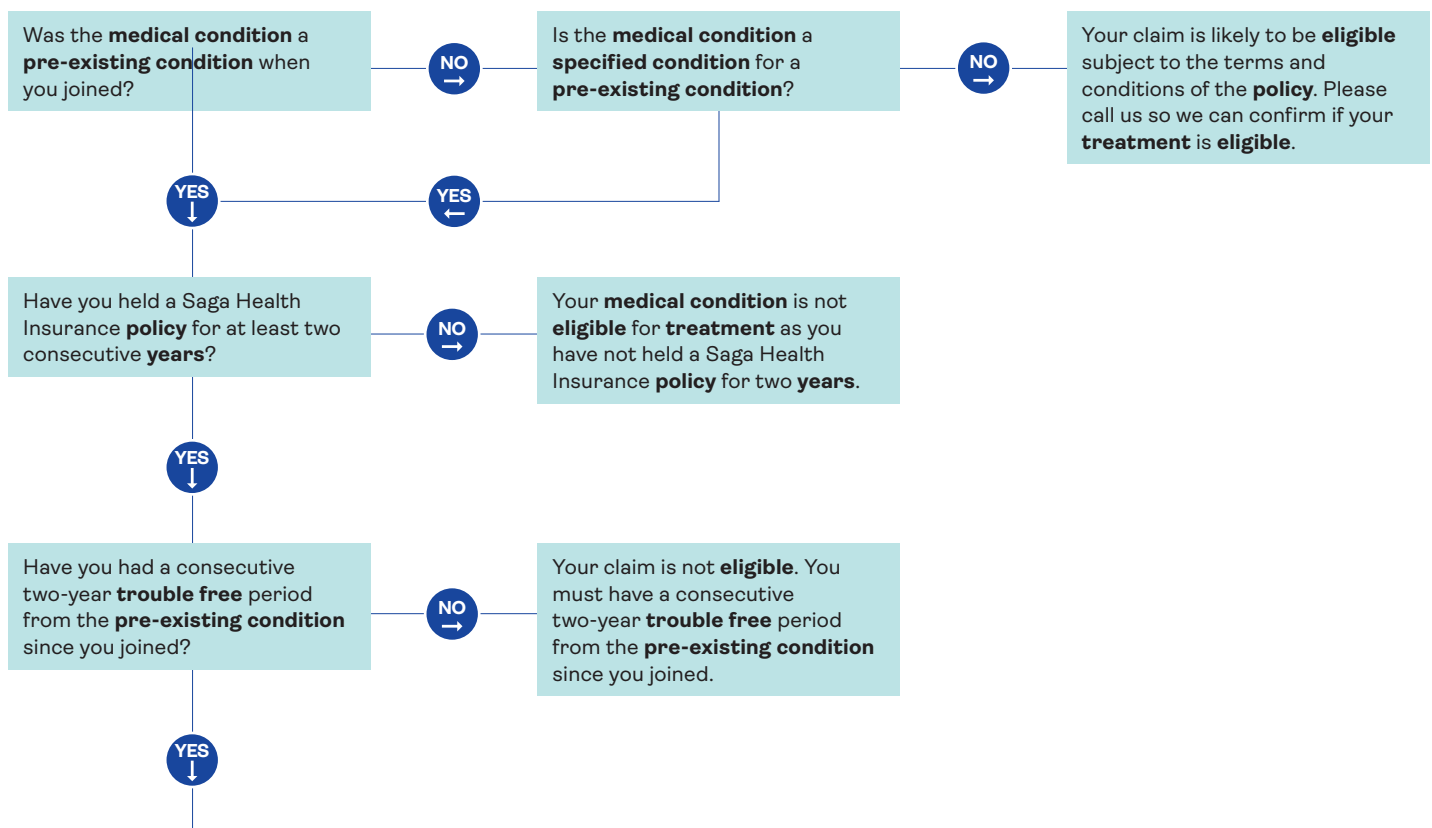 Was the medical condition a
pre-existing condition when
you joined?
NO
→
Is the medical condition a
specified condition for a
pre-existing condition?
NO
→
Your claim is likely to be eligible
subject to the terms and
conditions of the policy. Please
call us so we can confirm if your
treatment is eligible.
YES
↓
YES
←
Have you held a Saga Health
Insurance policy for at least two
consecutive years?
NO
→
Your medical condition is not
eligible for treatment as you
have not held a Saga Health
Insurance policy for two years.
YES
↓
Have you had a consecutive
two-year trouble free period
from the pre-existing condition
since you joined?
NO
→
Your claim is not eligible. You
must have a consecutive
two-year trouble free period
from the pre-existing condition
since you joined.
YES
↓